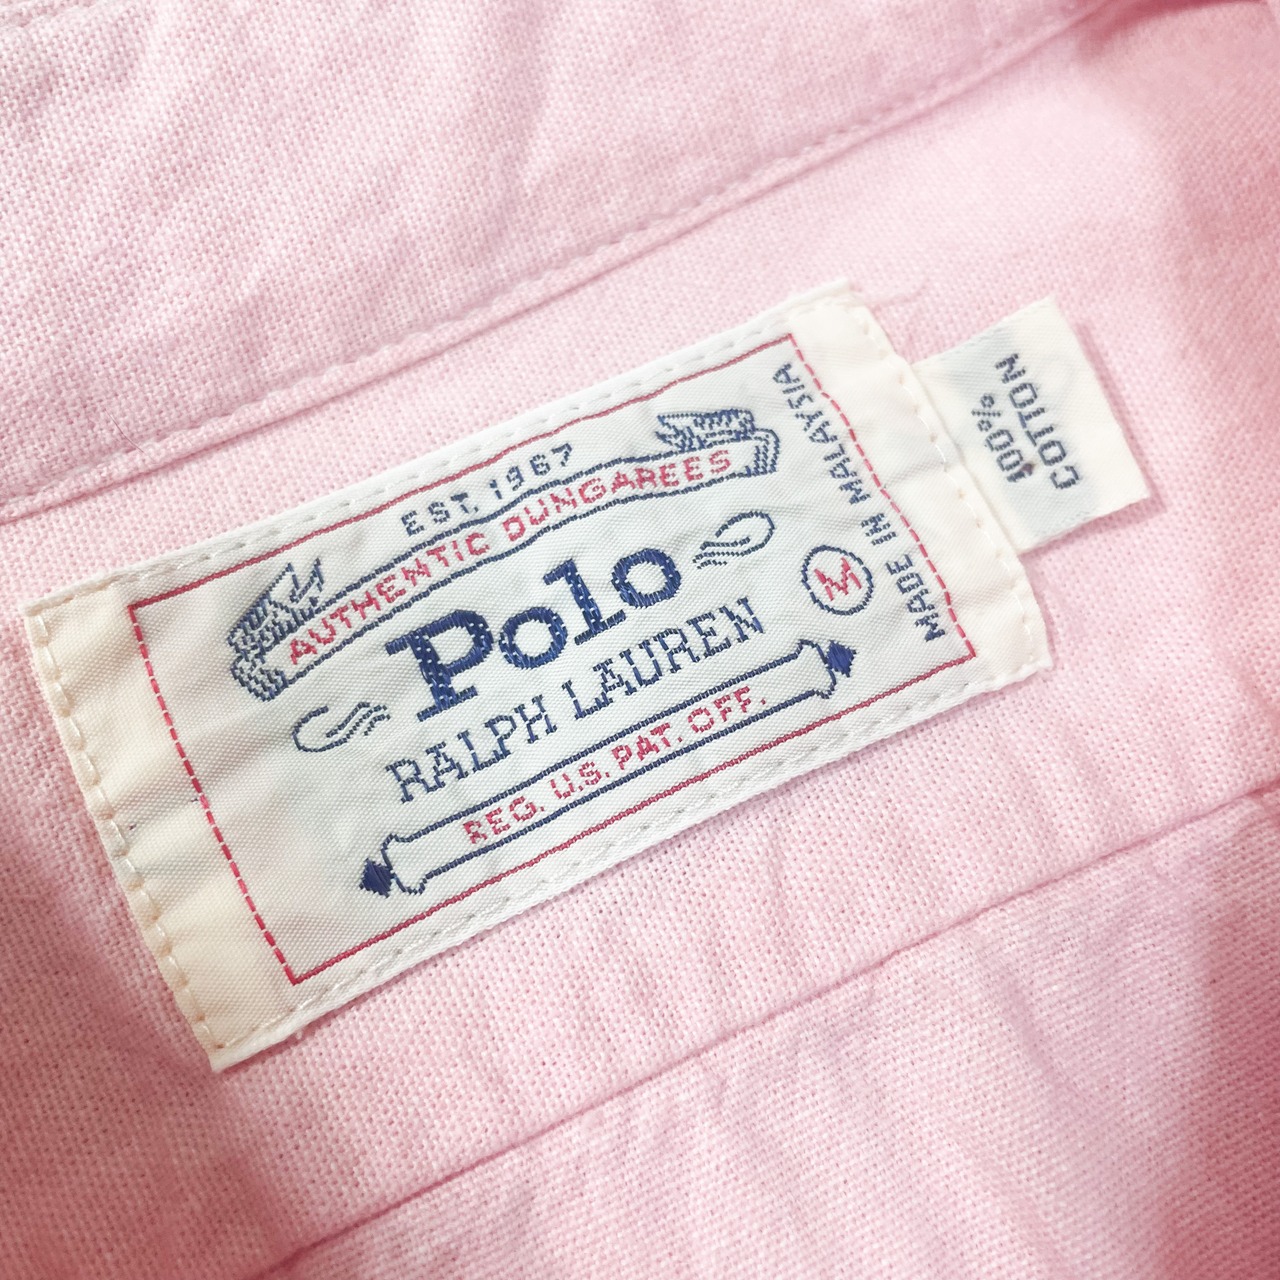 EST. 1967
AUTHENTIC DUNGAREES
Polo
RALPH LAUREN
REG. U.S. PAT. OFF.
M
MADE IN MALAYSIA
100%
COTTON